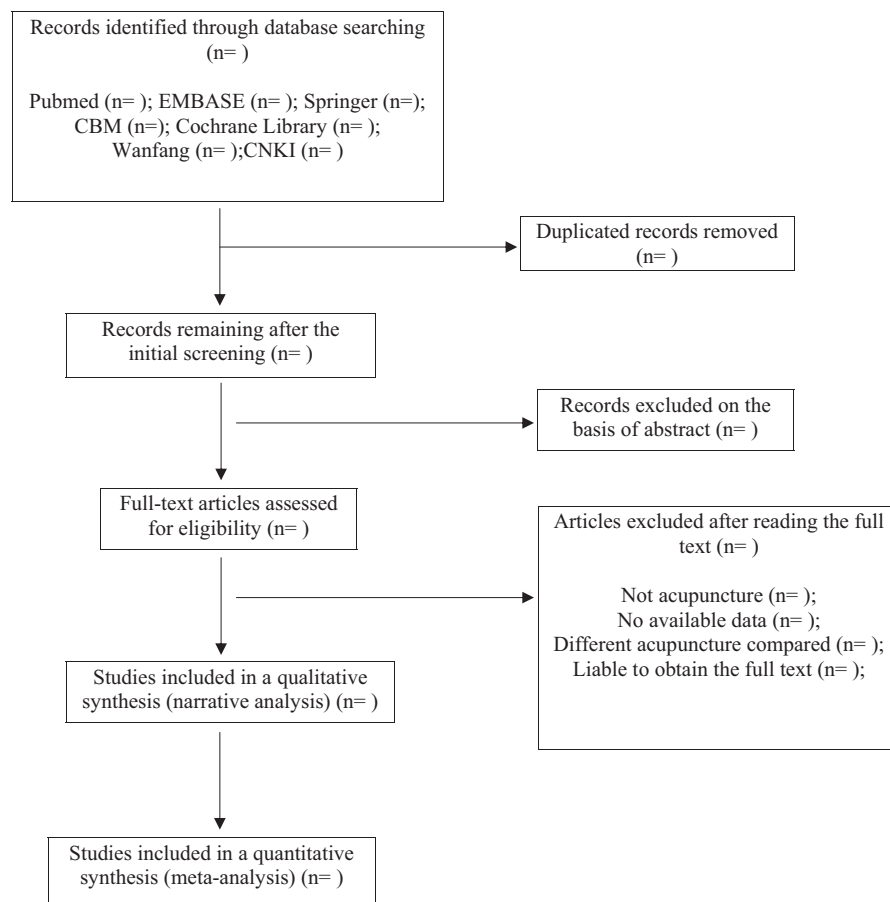 Records identified through database searching
(n= )
Pubmed (n= ); EMBASE (n= ); Springer (n=);
CBM (n=); Cochrane Library (n= );
Wanfang (n= );CNKI (n= )
Duplicated records removed
(n= )
Records remaining after the
initial screening (n= )
Records excluded on the
basis of abstract (n= )
Full-text articles assessed
for eligibility (n= )
Articles excluded after reading the full
text (n= )
Not acupuncture (n= );
No available data (n= );
Different acupuncture compared (n= );
Liable to obtain the full text (n= );
Studies included in a qualitative
synthesis (narrative analysis) (n= )
Studies included in a quantitative
synthesis (meta-analysis) (n= )